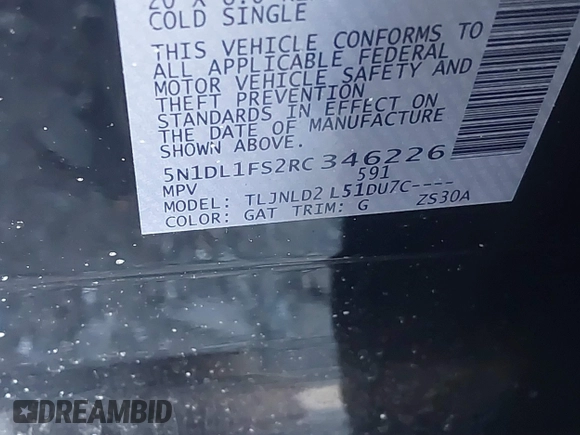 COLD SINGLE
THIS VEHICLE CONFORMS TO
ALL APPLICABLE FEDERAL
MOTOR VEHICLE SAFETY AND
THEFT PREVENTION
STANDARDS IN EFFECT ON
THE DATE OF MANUFACTURE
SHOWN ABOVE.
5N1DL1FS2RC346226
MPV 591
MODEL: TLJNLD2 L51DU7C----
COLOR: GAT TRIM: G ZS30A
DREAMBID